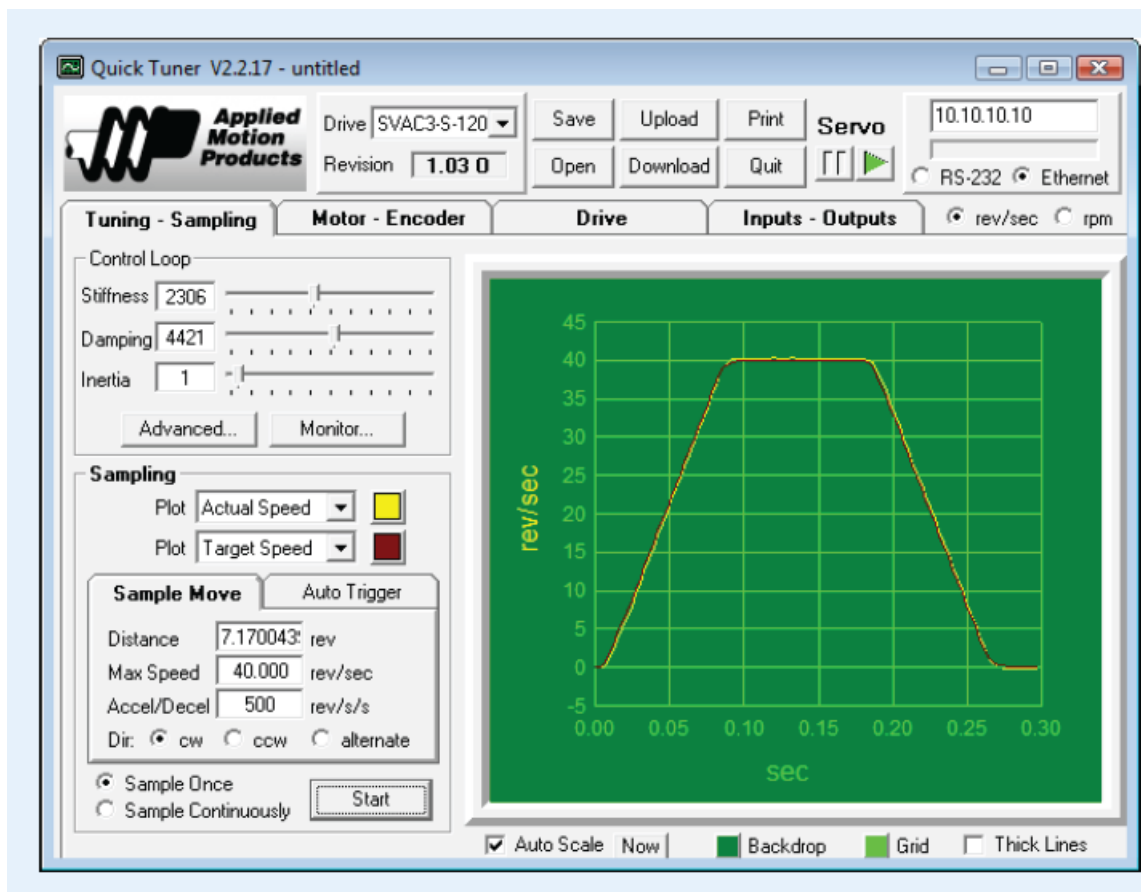 Quick Tuner V2.2.17 - untitled
Applied
Motion
Products
Drive SVAC3-S-120
Revision 1.03 O
Save Upload Print
Open Download Quit
Servo
10.10.10.10
RS-232 Ethernet
Tuning - Sampling Motor - Encoder Drive Inputs - Outputs rev/sec rpm
Control Loop
Stiffness 2306
Damping 4421
Inertia 1
Advanced... Monitor...
Sampling
Plot Actual Speed
Plot Target Speed
Sample Move Auto Trigger
Distance 7.170043 rev
Max Speed 40.000 rev/sec
Accel/Decel 500 rev/s/s
Dir: cw ccw alternate
Sample Once
Sample Continuously
Start
45
40
35
30
25
20
15
10
5
0
-5
rev/sec
0.00 0.05 0.10 0.15 0.20 0.25 0.30
sec
Auto Scale Now Backdrop Grid Thick Lines